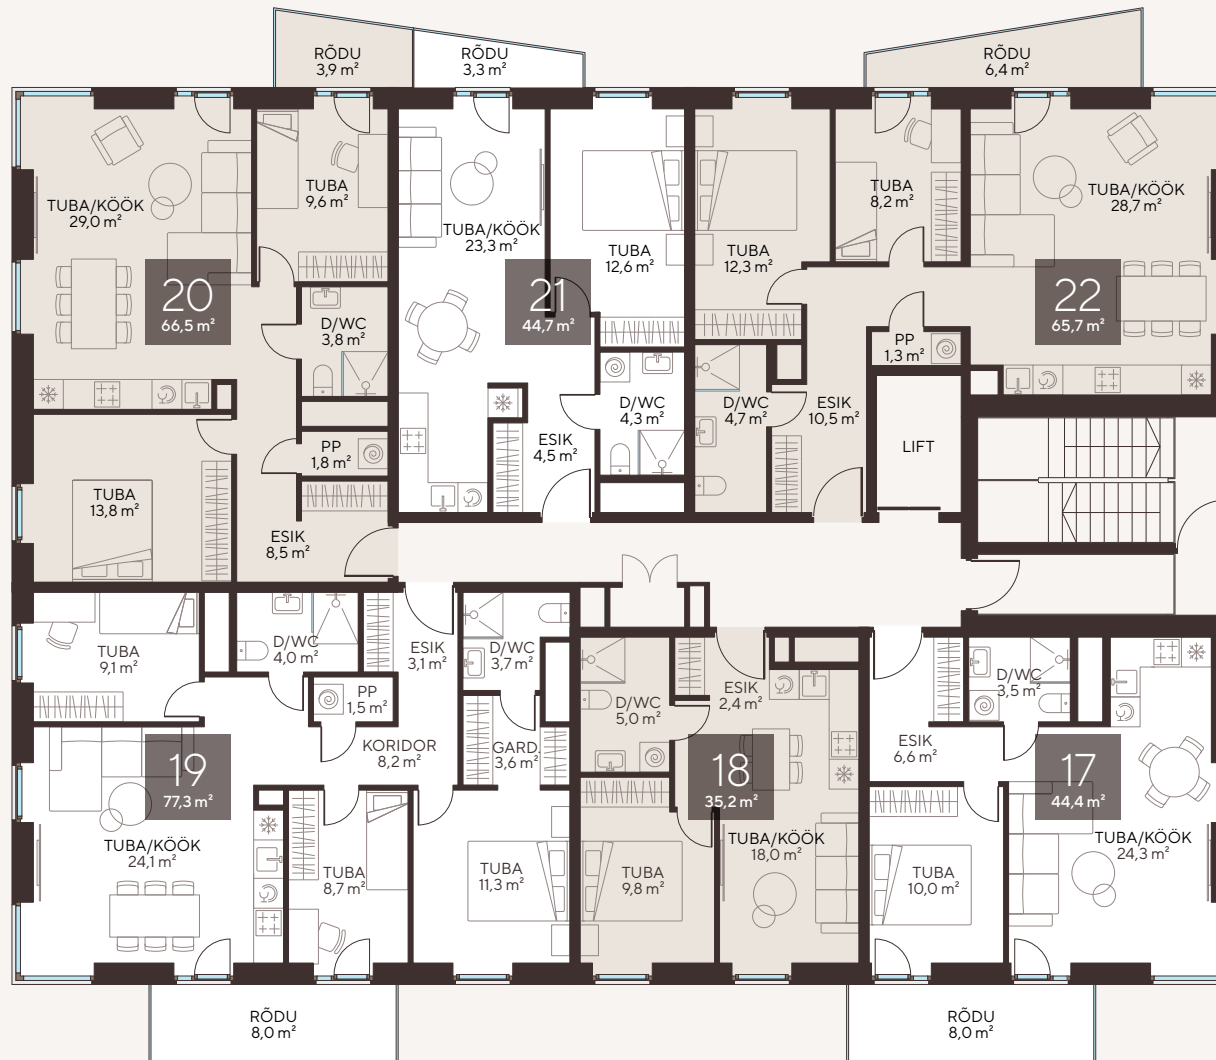 RÕDU
3,9 m²
RÕDU
3,3 m²
RÕDU
6,4 m²
TUBA/KÖÖK
29,0 m²
TUBA
9,6 m²
20
66,5 m²
D/WC
3,8 m²
PP
1,8 m²
TUBA
13,8 m²
ESIK
8,5 m²
TUBA/KÖÖK
23,3 m²
TUBA
12,6 m²
21
44,7 m²
D/WC
4,3 m²
ESIK
4,5 m²
TUBA
12,3 m²
TUBA
8,2 m²
TUBA/KÖÖK
28,7 m²
22
65,7 m²
PP
1,3 m²
D/WC
4,7 m²
ESIK
10,5 m²
LIFT
TUBA
9,1 m²
D/WC
4,0 m²
ESIK
3,1 m²
D/WC
3,7 m²
PP
1,5 m²
KORIDOR
8,2 m²
GARD.
3,6 m²
19
77,3 m²
TUBA/KÖÖK
24,1 m²
TUBA
8,7 m²
TUBA
11,3 m²
D/WC
5,0 m²
ESIK
2,4 m²
18
35,2 m²
TUBA/KÖÖK
18,0 m²
TUBA
9,8 m²
D/WC
3,5 m²
ESIK
6,6 m²
17
44,4 m²
TUBA/KÖÖK
24,3 m²
TUBA
10,0 m²
RÕDU
8,0 m²
RÕDU
8,0 m²